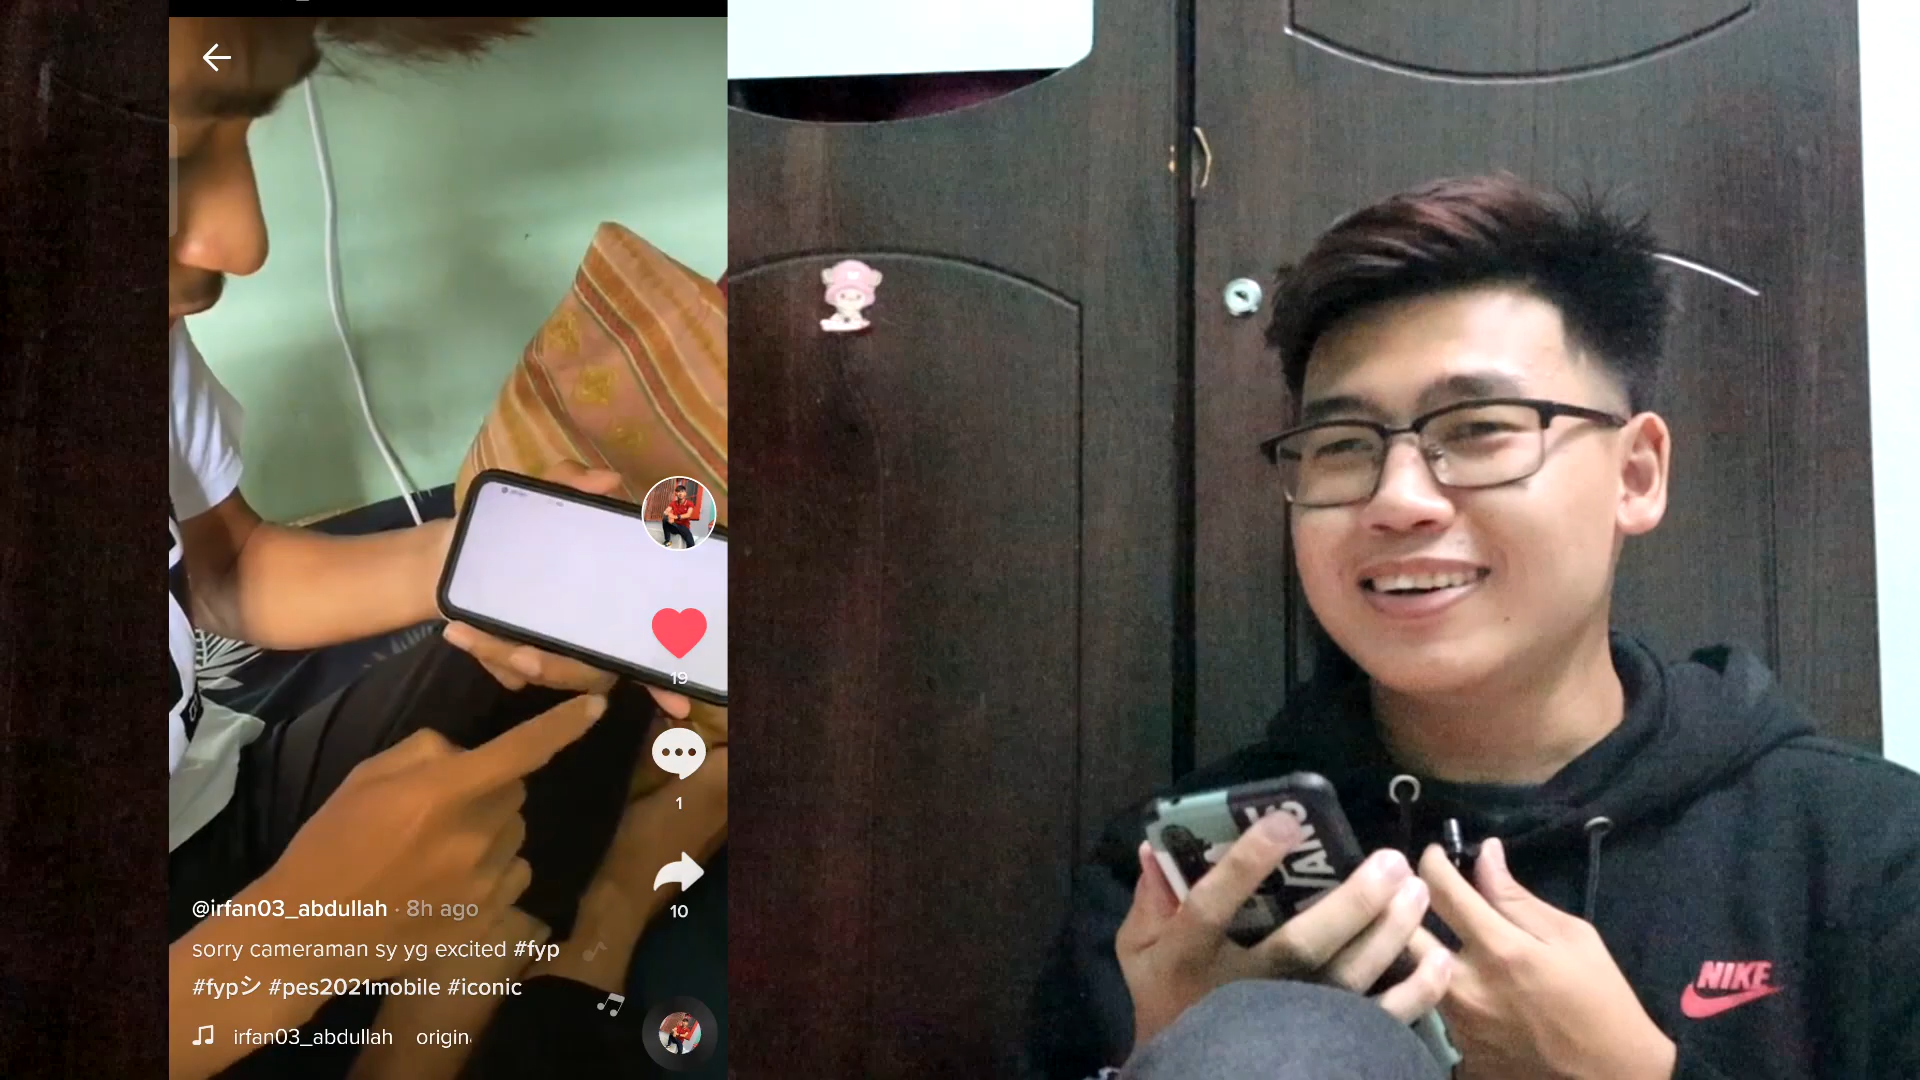 19
1
10
@irfan03_abdullah · 8h ago
sorry cameraman sy yg excited #fyp
#fypシ #pes2021mobile #iconic
irfan03_abdullah origin
NIKE